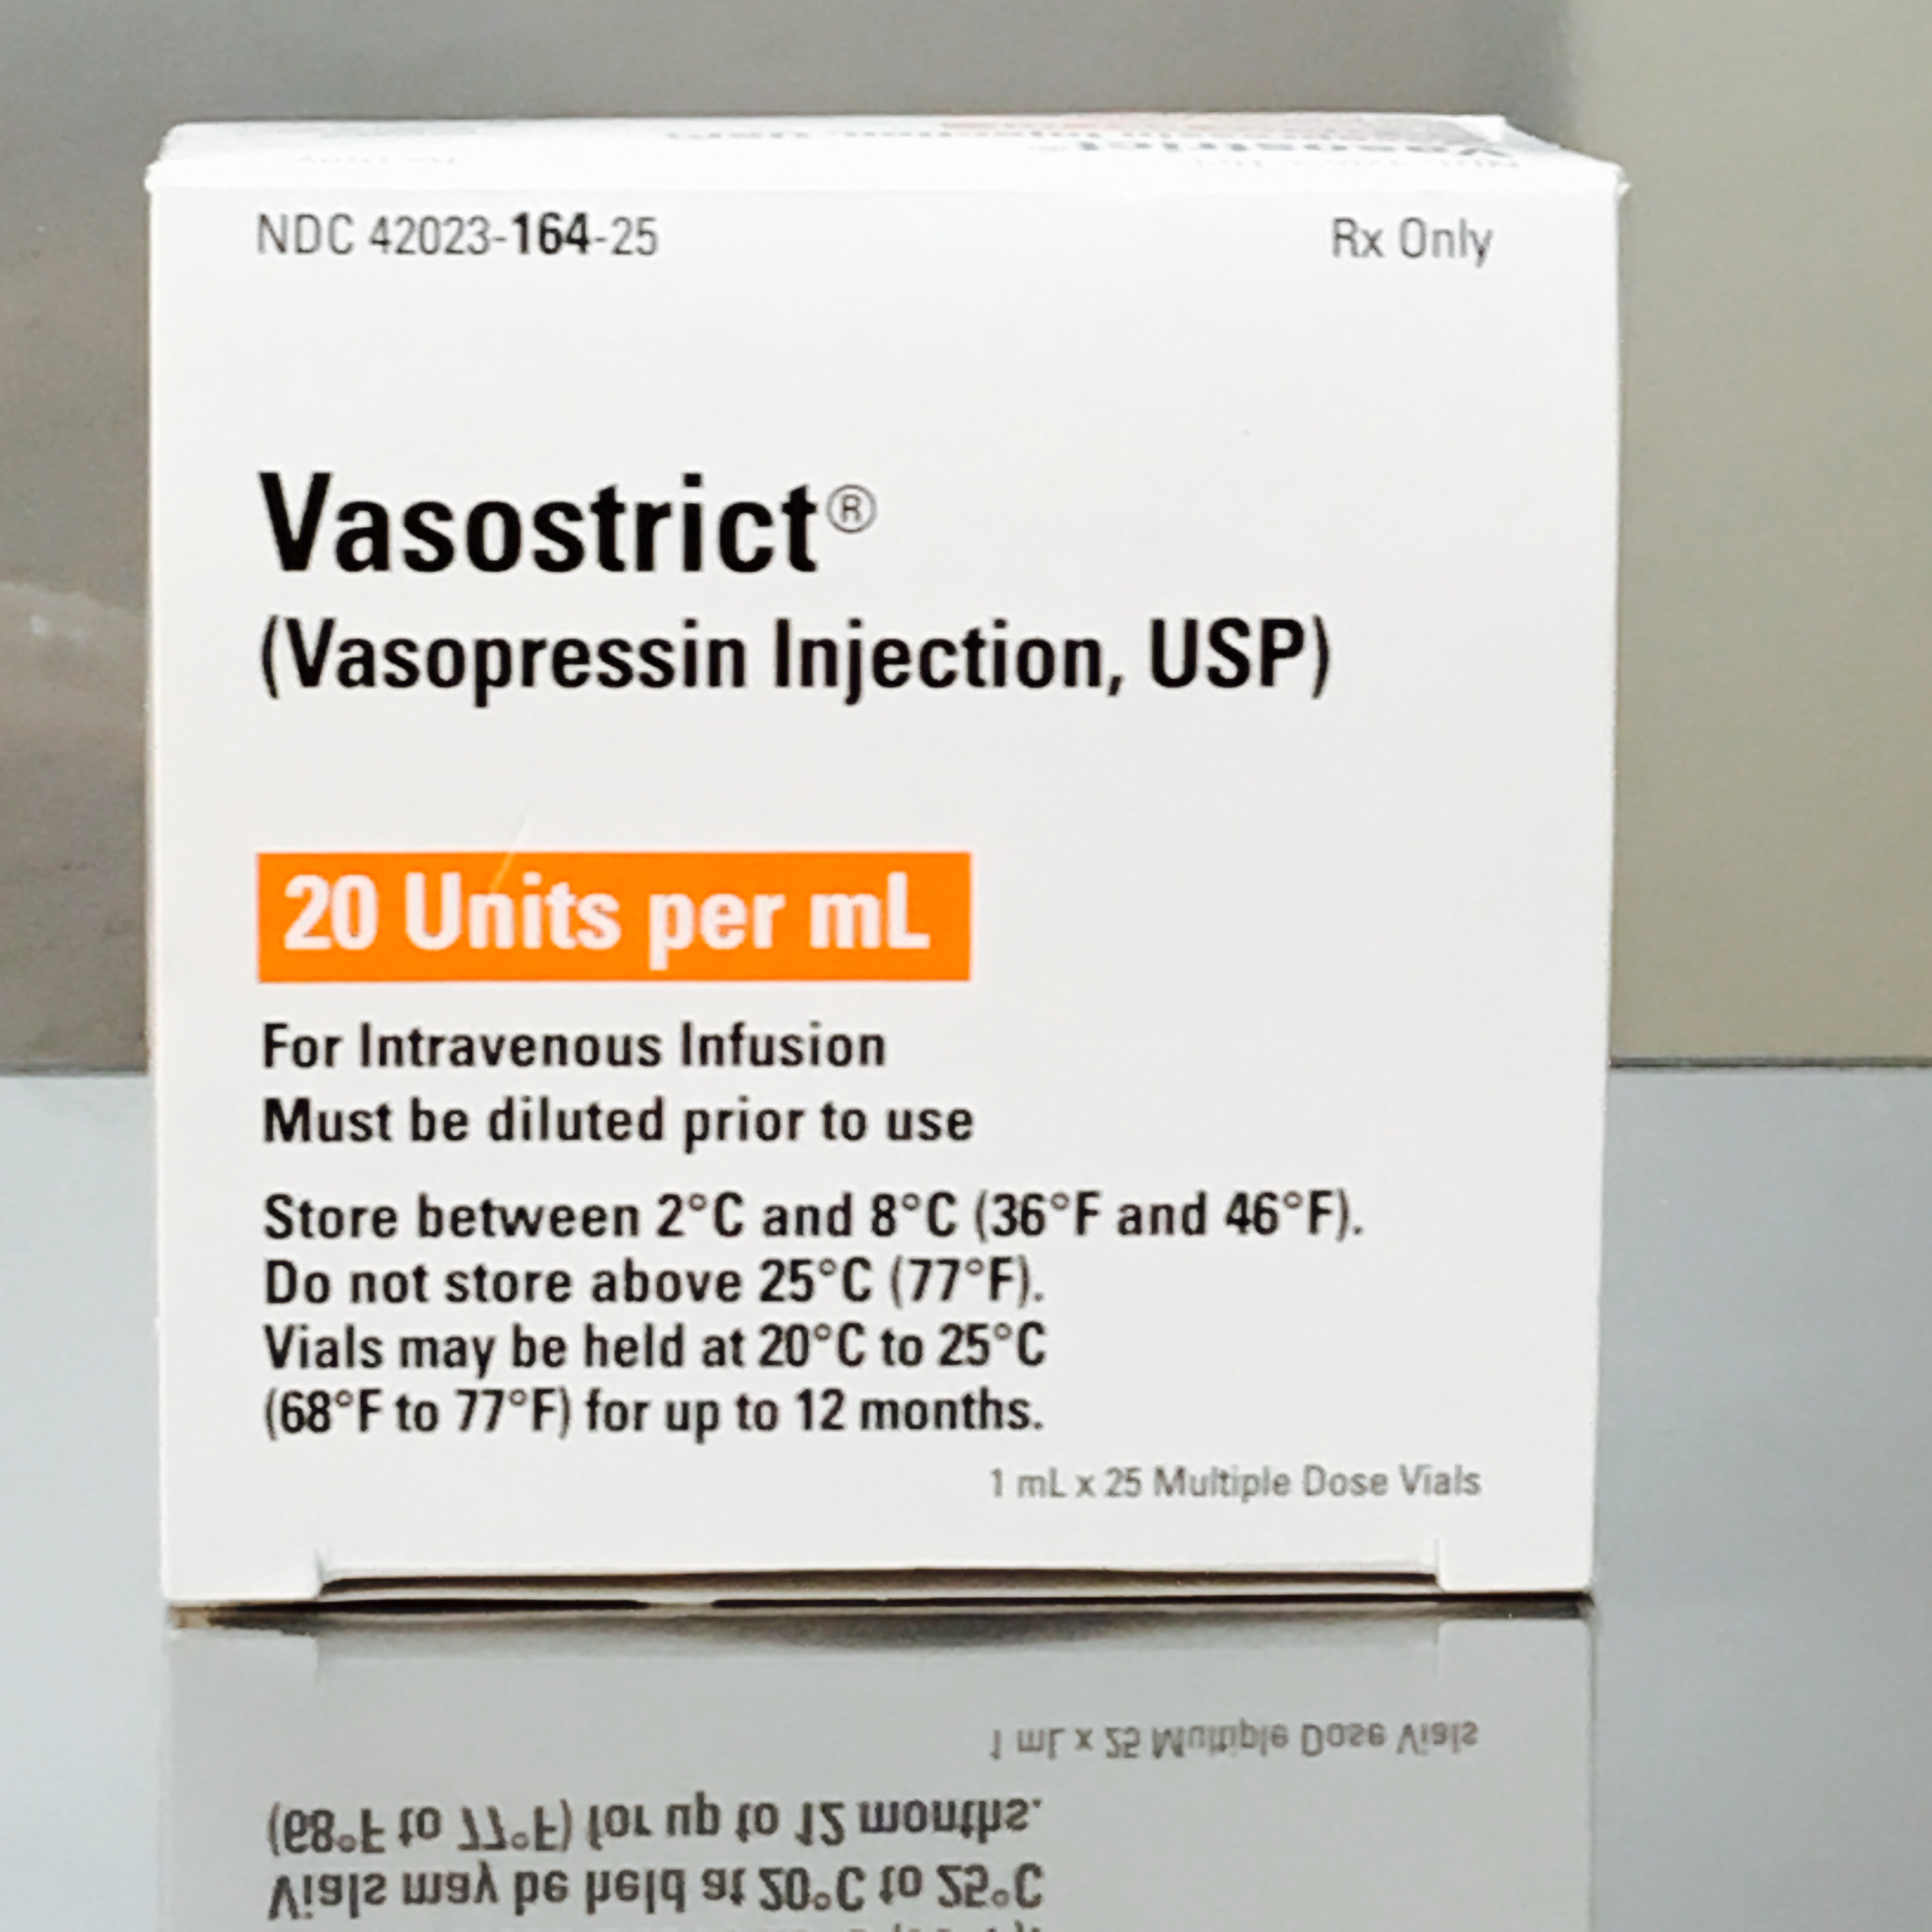 NDC 42023-164-25
Rx Only
Vasostrict®
(Vasopressin Injection, USP)
20 Units per mL
For Intravenous Infusion
Must be diluted prior to use
Store between 2°C and 8°C (36°F and 46°F).
Do not store above 25°C (77°F).
Vials may be held at 20°C to 25°C
(68°F to 77°F) for up to 12 months.
1 mL x 25 Multiple Dose Vials